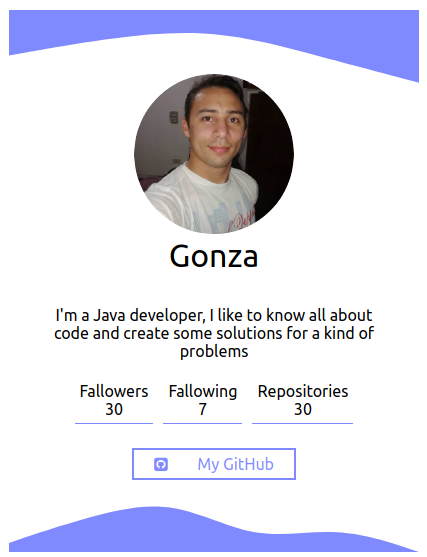 Gonza
I'm a Java developer, I like to know all about
code and create some solutions for a kind of
problems
Fallowers Fallowing Repositories
30 7 30
My GitHub